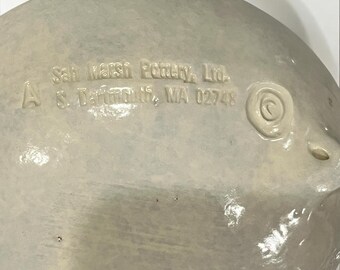 Salt Marsh Pottery, Ltd.
A S. Dartmouth, MA 02748 ©